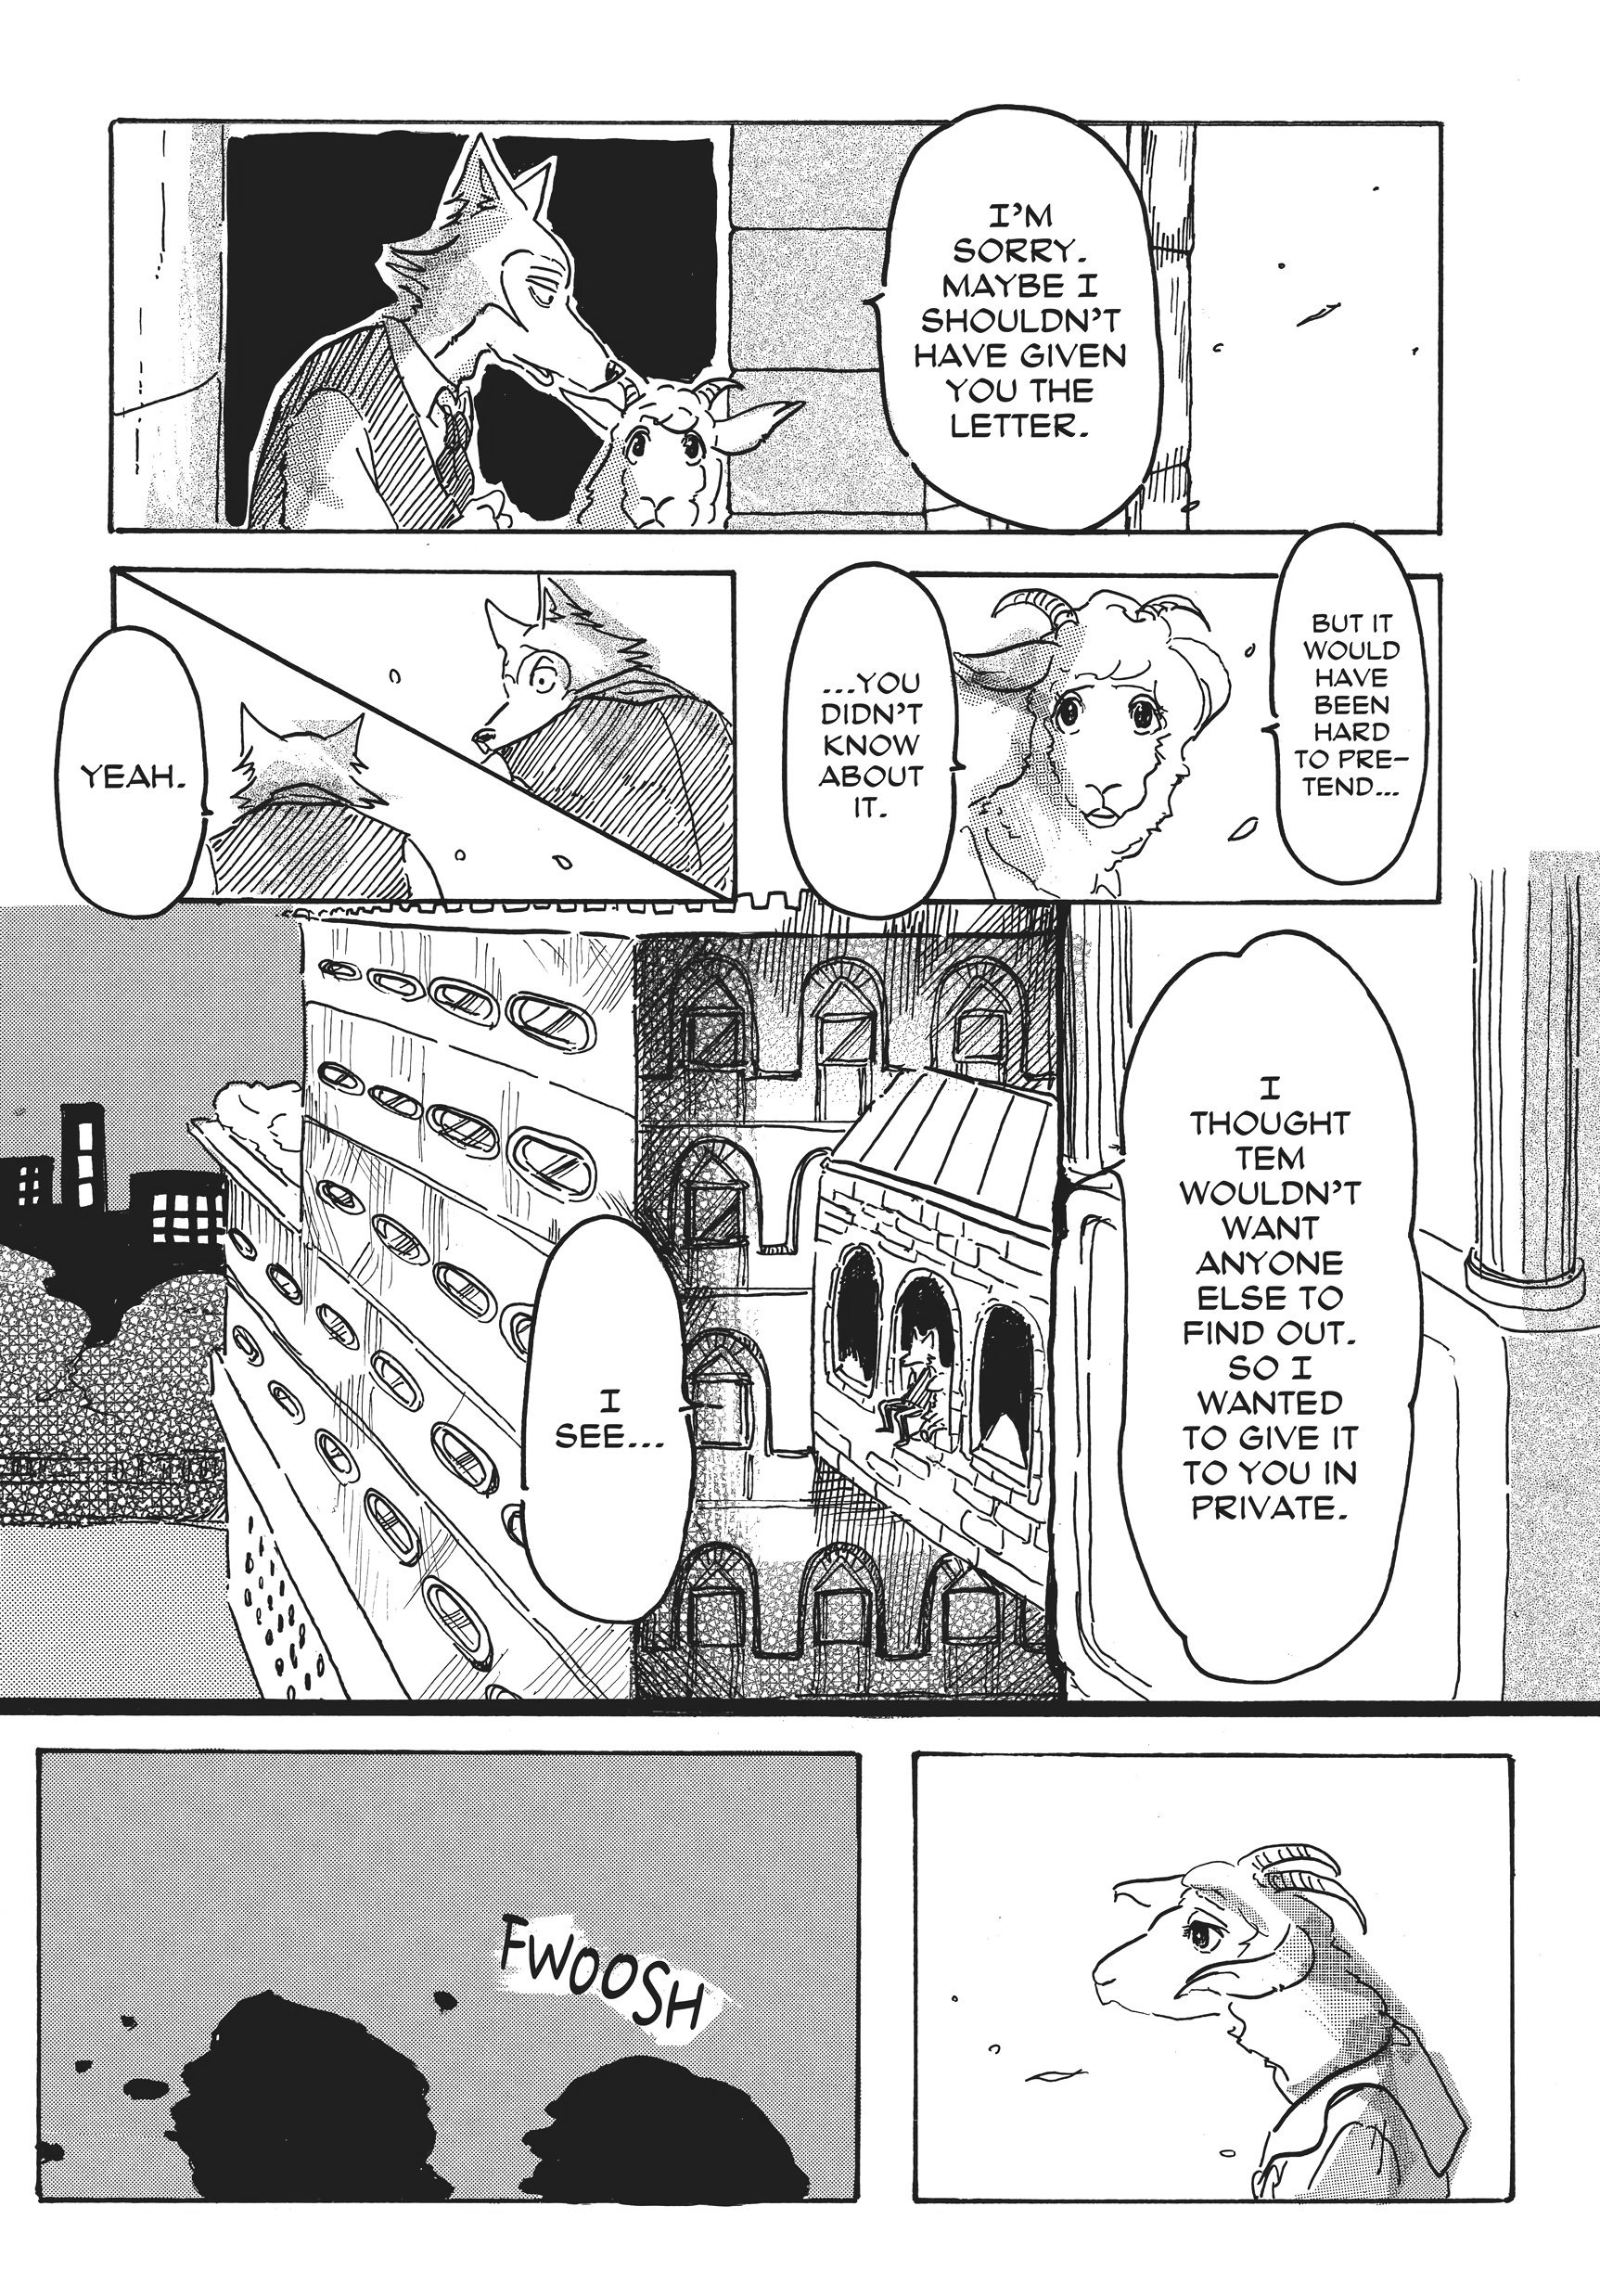 I'M
SORRY.
MAYBE I
SHOULDN'T
HAVE GIVEN
YOU THE
LETTER.
BUT IT
WOULD
HAVE
BEEN
HARD
TO PRE-
TEND...
...YOU
DIDN'T
KNOW
ABOUT
IT.
YEAH.
I
THOUGHT
TEM
WOULDN'T
WANT
ANYONE
ELSE TO
FIND OUT.
SO I
WANTED
TO GIVE IT
TO YOU IN
PRIVATE.
I
SEE...
FWOOSH